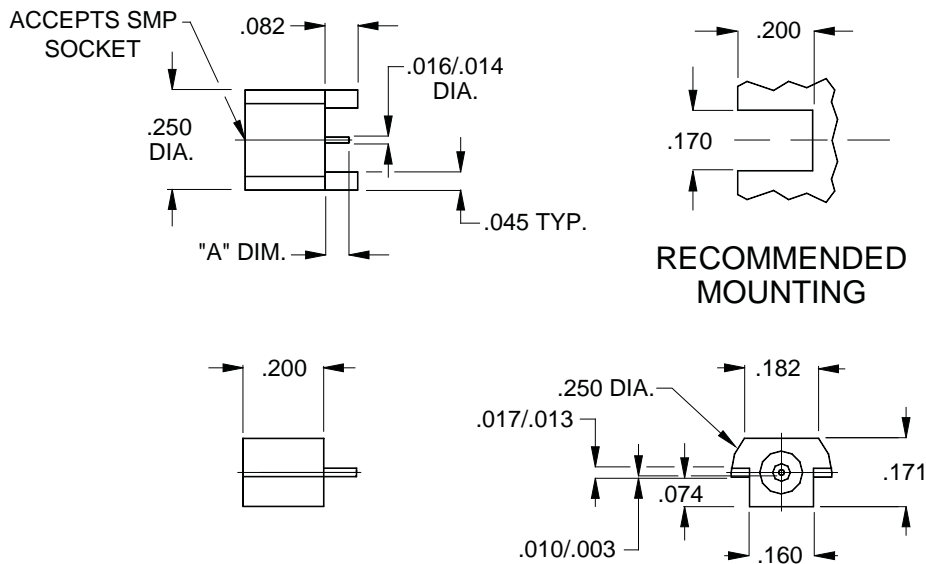 ACCEPTS SMP
SOCKET
.082
.016/.014
DIA.
.250
DIA.
.045 TYP.
"A" DIM.
.200
.170
RECOMMENDED
MOUNTING
.200
.250 DIA.
.182
.017/.013
.171
.074
.010/.003
.160